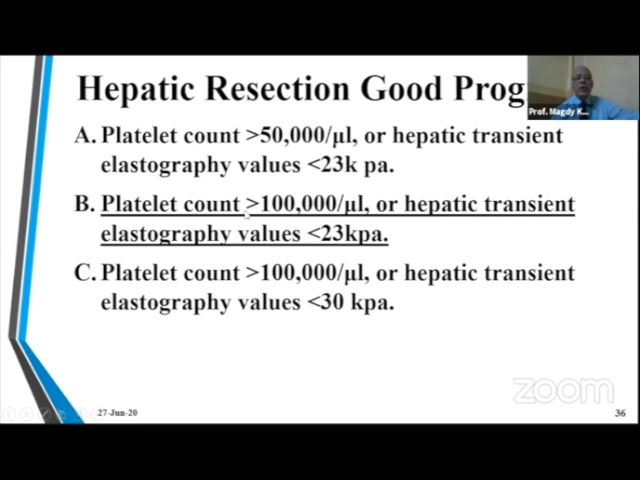 Hepatic Resection Good Prog
Prof. Magdy K...
A. Platelet count >50,000/µl, or hepatic transient
elastography values <23k pa.
B. Platelet count >100,000/µl, or hepatic transient
elastography values <23kpa.
C. Platelet count >100,000/µl, or hepatic transient
elastography values <30 kpa.
zoom
27-Jun-20
36